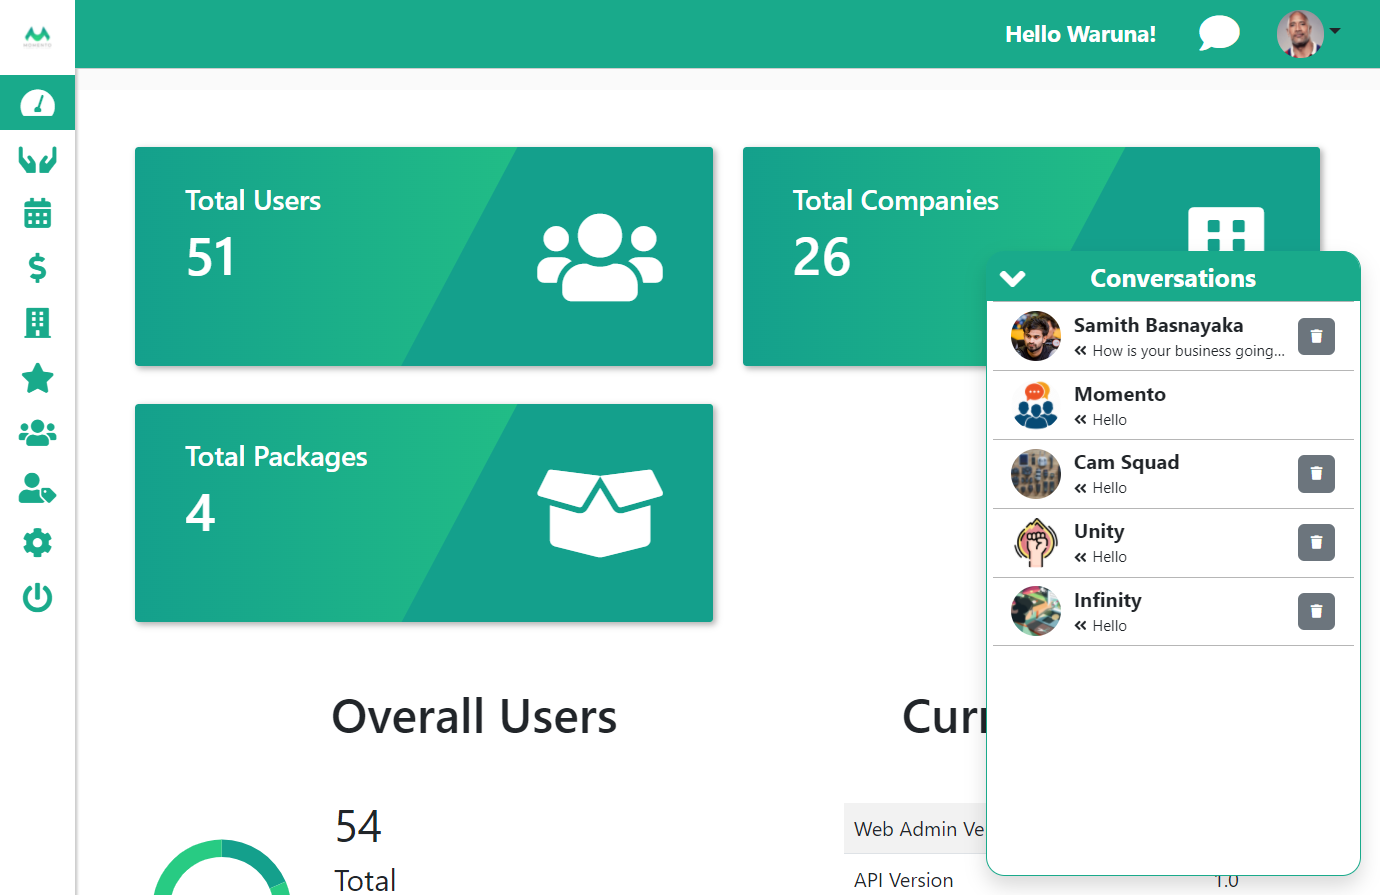 MOMENTO
Hello Waruna!
Total Users
51
Total Companies
26
Total Packages
4
Conversations
Samith Basnayaka
How is your business going...
Momento
Hello
Cam Squad
Hello
Unity
Hello
Infinity
Hello
Overall Users
54
Total
Curr
Web Admin Ve
API Version
1.0